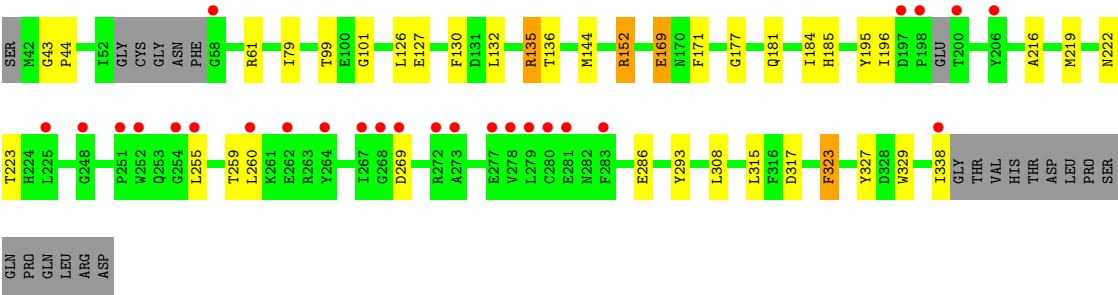 SER M42 G43 P44 I52 GLY CYS GLY ASN PHE G58 R61 I79 T99 E100 G101 L126 E127 F130 D131 L132 R135 T136 M144 R152 E169 N170 F171 G177 Q181 I184 H185 Y195 I196 D197 P198 GLU T200 Y206 A216 M219 N222
T223 H224 L225 G248 P251 W252 Q253 G254 L255 T259 L260 K261 E262 R263 Y264 I267 G268 D269 R272 A273 E277 V278 L279 C280 E281 N282 F283 E286 Y293 L308 L315 F316 D317 F323 Y327 D328 W329 I338 GLY THR VAL HIS THR ASP LEU PRO SER
GLN PRO GLN LEU ARG ASP